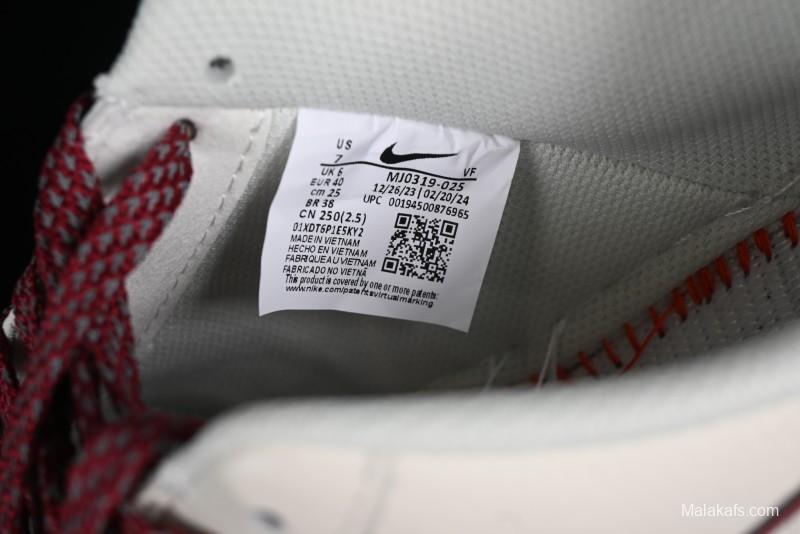 US
7
VF
UK 6
MJ0319-025
EUR 40
12/26/23 | 02/20/24
cm 25
UPC 00194500876965
BR 38
CN 250(2.5)
01XDT6P1E5KY2
MADE IN VIETNAM
HECHO EN VIETNAM
FABRIQUE AU VIETNAM
FABRICADO NO VIETNÃ
This product is covered by one or more patents:
www.nike.com/patentsvirtualmarking
Malakafs.com